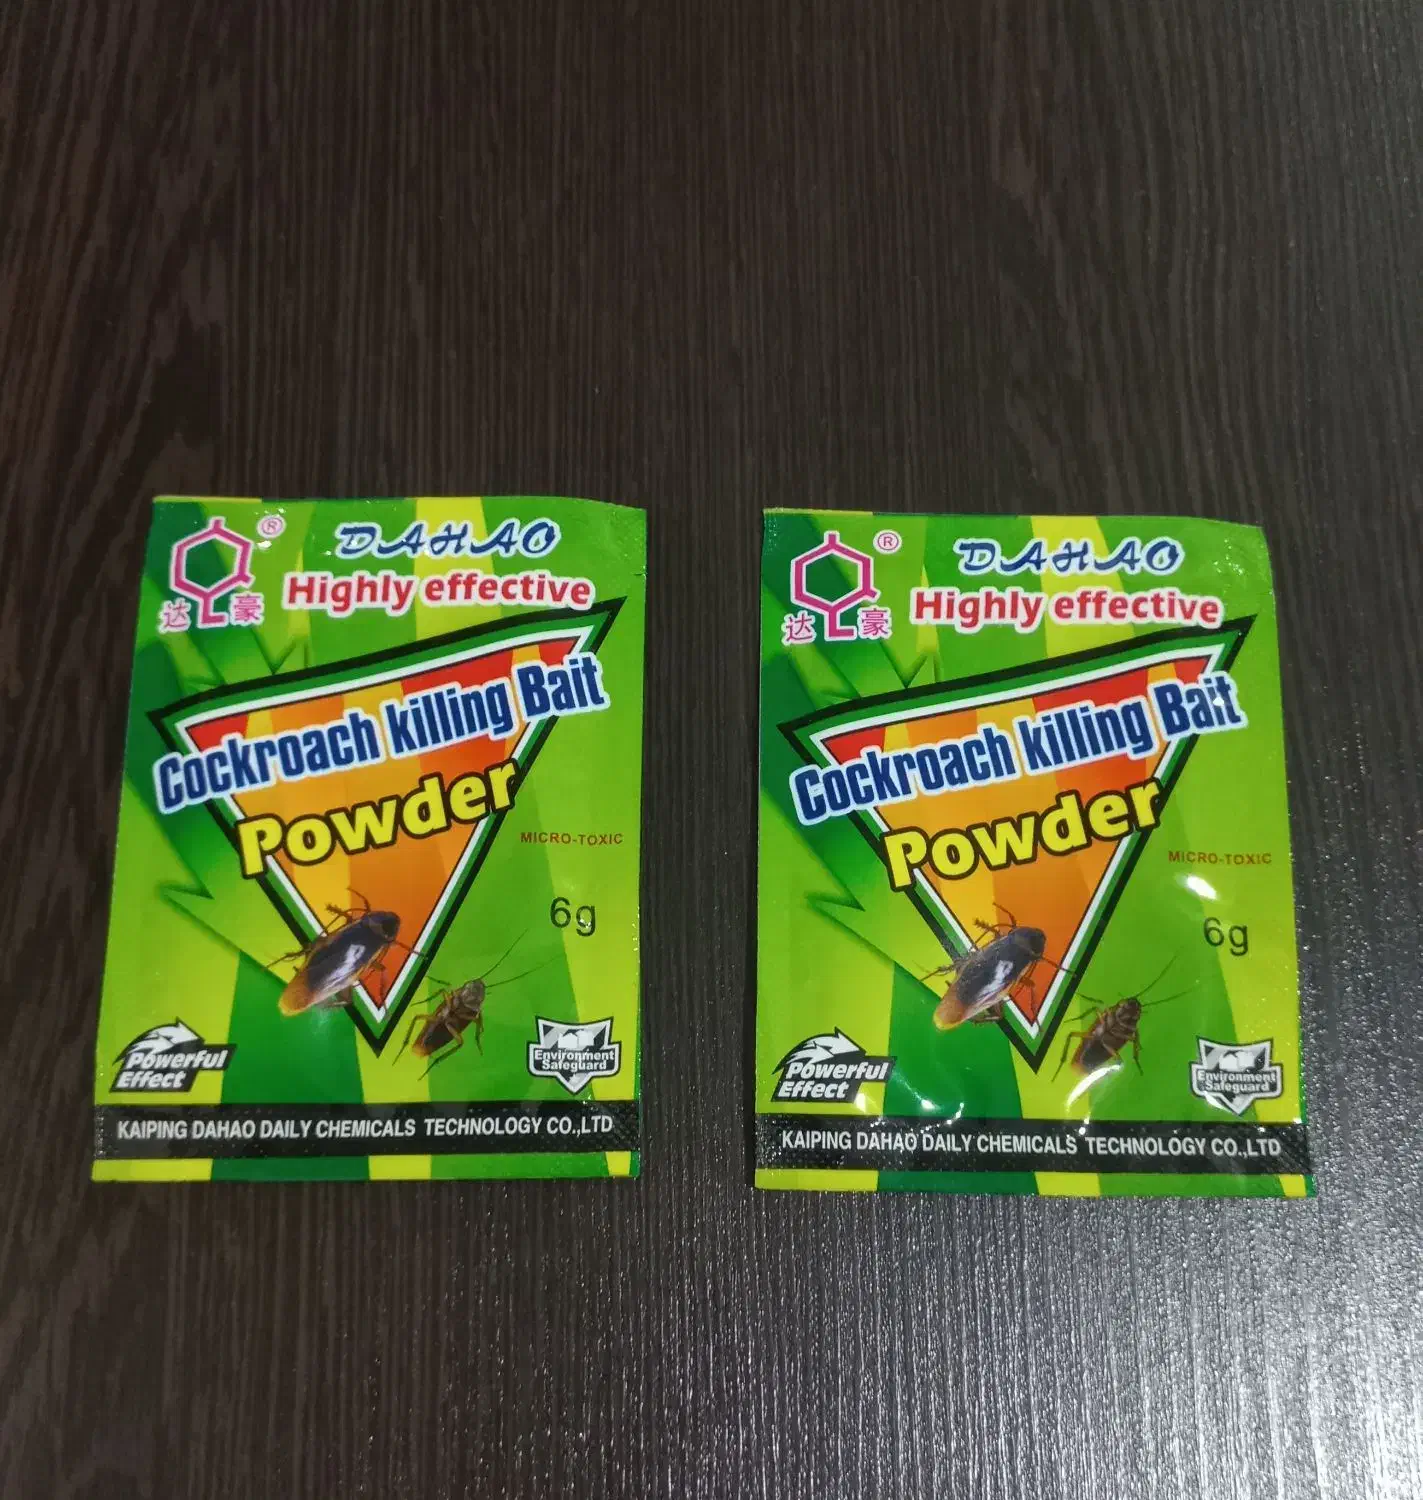 DAHAO
®
Highly effective
达豪
Cockroach killing Bait
Powder
MICRO-TOXIC
6g
Powerful
Effect
Environment
Safeguard
KAIPING DAHAO DAILY CHEMICALS TECHNOLOGY CO.,LTD
DAHAO
®
Highly effective
达豪
Cockroach killing Bait
Powder
MICRO-TOXIC
6g
Powerful
Effect
Environment
Safeguard
KAIPING DAHAO DAILY CHEMICALS TECHNOLOGY CO.,LTD